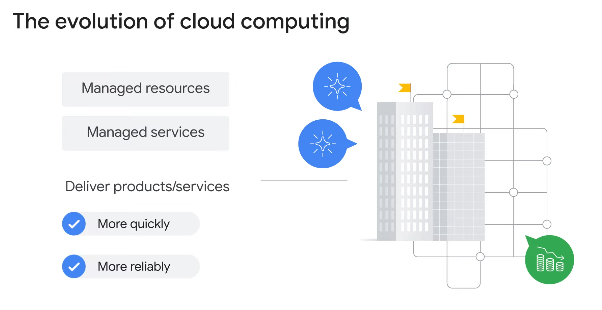 The evolution of cloud computing
Managed resources
Managed services
Deliver products/services
More quickly
More reliably